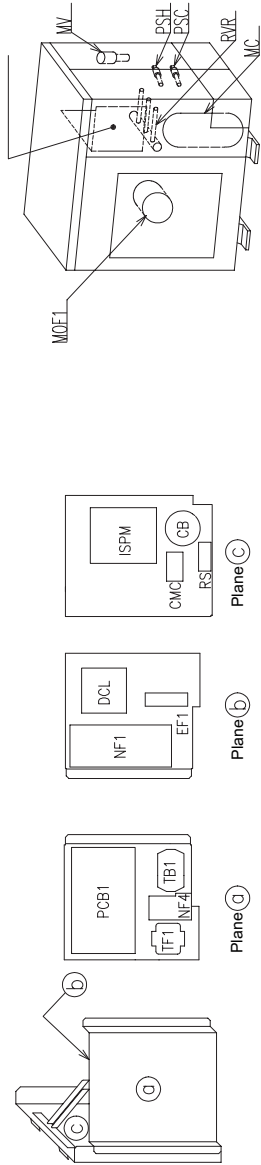 MV
PSH
PSC
RVR
MC
MOF1
ISPM
CMC
CB
RS
Plane ⓒ
NF1
DCL
EF1
Plane ⓑ
PCB1
TF1
NF4
TB1
Plane ⓐ
ⓑ
ⓒ
ⓐ